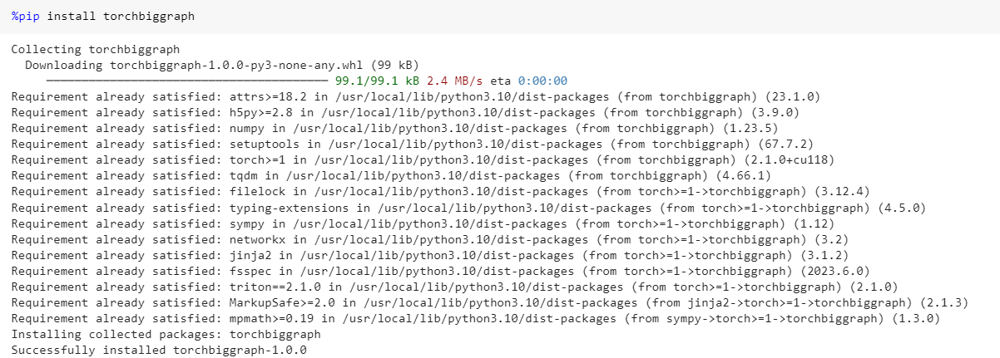 %pip install torchbiggraph
Collecting torchbiggraph
Downloading torchbiggraph-1.0.0-py3-none-any.whl (99 kB)
99.1/99.1 kB 2.4 MB/s eta 0:00:00
Requirement already satisfied: attrs>=18.2 in /usr/local/lib/python3.10/dist-packages (from torchbiggraph) (23.1.0)
Requirement already satisfied: h5py>=2.8 in /usr/local/lib/python3.10/dist-packages (from torchbiggraph) (3.9.0)
Requirement already satisfied: numpy in /usr/local/lib/python3.10/dist-packages (from torchbiggraph) (1.23.5)
Requirement already satisfied: setuptools in /usr/local/lib/python3.10/dist-packages (from torchbiggraph) (67.7.2)
Requirement already satisfied: torch>=1 in /usr/local/lib/python3.10/dist-packages (from torchbiggraph) (2.1.0+cu118)
Requirement already satisfied: tqdm in /usr/local/lib/python3.10/dist-packages (from torchbiggraph) (4.66.1)
Requirement already satisfied: filelock in /usr/local/lib/python3.10/dist-packages (from torch>=1->torchbiggraph) (3.12.4)
Requirement already satisfied: typing-extensions in /usr/local/lib/python3.10/dist-packages (from torch>=1->torchbiggraph) (4.5.0)
Requirement already satisfied: sympy in /usr/local/lib/python3.10/dist-packages (from torch>=1->torchbiggraph) (1.12)
Requirement already satisfied: networkx in /usr/local/lib/python3.10/dist-packages (from torch>=1->torchbiggraph) (3.2)
Requirement already satisfied: jinja2 in /usr/local/lib/python3.10/dist-packages (from torch>=1->torchbiggraph) (3.1.2)
Requirement already satisfied: fsspec in /usr/local/lib/python3.10/dist-packages (from torch>=1->torchbiggraph) (2023.6.0)
Requirement already satisfied: triton==2.1.0 in /usr/local/lib/python3.10/dist-packages (from torch>=1->torchbiggraph) (2.1.0)
Requirement already satisfied: MarkupSafe>=2.0 in /usr/local/lib/python3.10/dist-packages (from jinja2->torch>=1->torchbiggraph) (2.1.3)
Requirement already satisfied: mpmath>=0.19 in /usr/local/lib/python3.10/dist-packages (from sympy->torch>=1->torchbiggraph) (1.3.0)
Installing collected packages: torchbiggraph
Successfully installed torchbiggraph-1.0.0